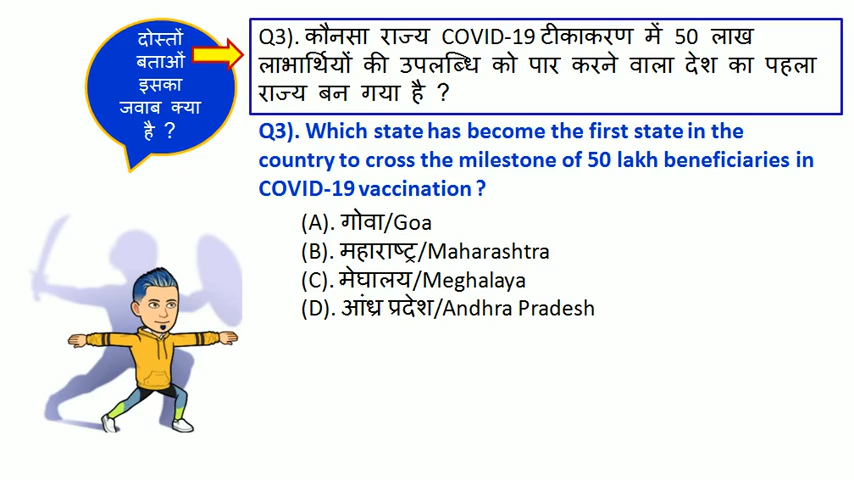 दोस्तों
बताओं
इसका
जवाब क्या
है ?
Q3). कौनसा राज्य COVID-19 टीकाकरण में 50 लाख
लाभार्थियों की उपलब्धि को पार करने वाला देश का पहला
राज्य बन गया है ?
Q3). Which state has become the first state in the
country to cross the milestone of 50 lakh beneficiaries in
COVID-19 vaccination ?
(A). गोवा/Goa
(B). महाराष्ट्र/Maharashtra
(C). मेघालय/Meghalaya
(D). आंध्र प्रदेश/Andhra Pradesh